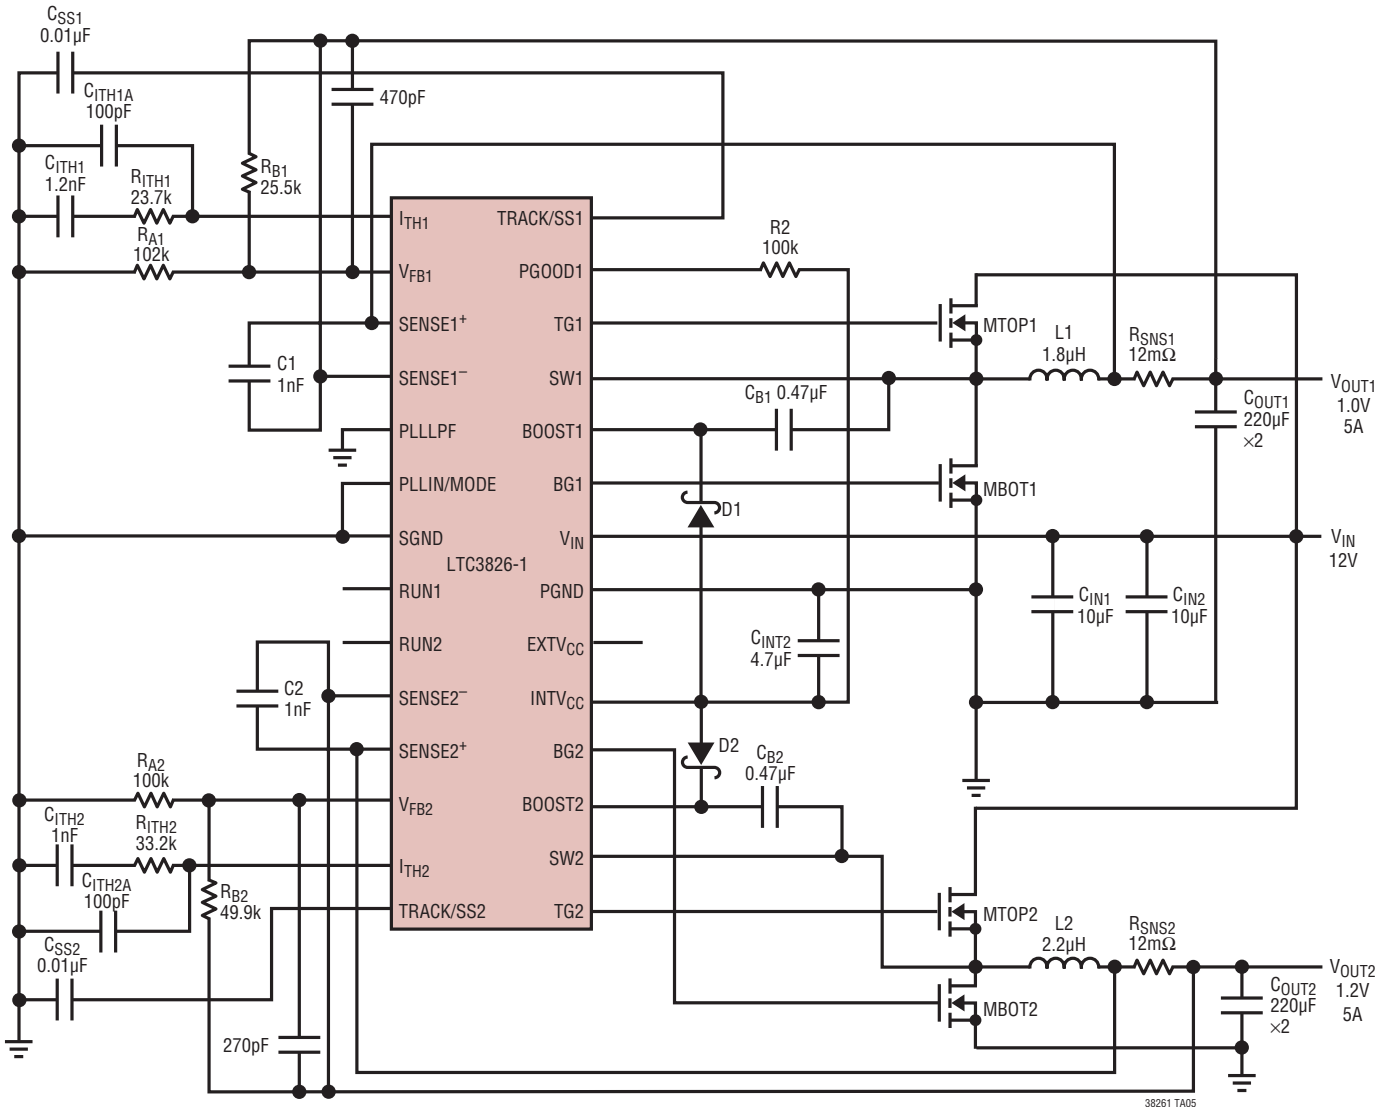 CSS1
0.01µF
CITH1A
100pF
470pF
CITH1
1.2nF
RITH1
23.7k
RB1
25.5k
RA1
102k
ITH1
TRACK/SS1
R2
100k
VFB1
PGOOD1
SENSE1+
TG1
MTOP1
L1
1.8µH
RSNS1
12mΩ
C1
1nF
SENSE1–
SW1
CB1 0.47µF
VOUT1
1.0V
5A
COUT1
220µF
×2
PLLLPF
BOOST1
PLLIN/MODE
BG1
MBOT1
D1
SGND
VIN
VIN
12V
LTC3826-1
RUN1
PGND
CIN1
10µF
CIN2
10µF
RUN2
EXTVCC
CINT2
4.7µF
C2
1nF
SENSE2–
INTVCC
SENSE2+
BG2
D2
CB2
0.47µF
RA2
100k
VFB2
BOOST2
CITH2
1nF
RITH2
33.2k
ITH2
SW2
CITH2A
100pF
RB2
49.9k
TRACK/SS2
TG2
MTOP2
L2
2.2µH
RSNS2
12mΩ
CSS2
0.01µF
VOUT2
1.2V
5A
COUT2
220µF
×2
MBOT2
270pF
38261 TA05